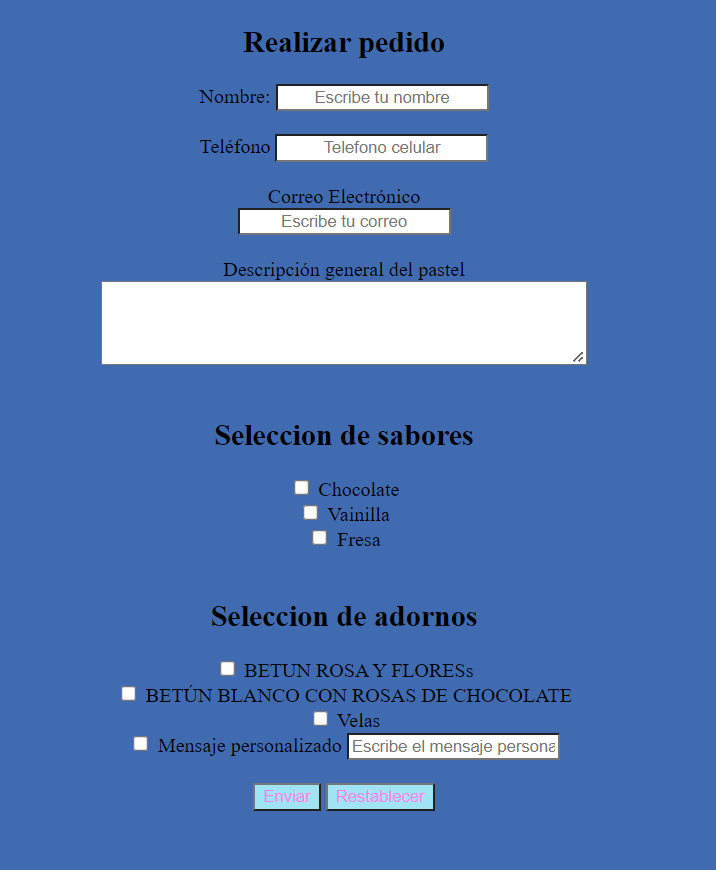 Realizar pedido
Nombre: Escribe tu nombre
Teléfono Telefono celular
Correo Electrónico
Escribe tu correo
Descripción general del pastel
Seleccion de sabores
Chocolate
Vainilla
Fresa
Seleccion de adornos
BETUN ROSA Y FLORESs
BETÚN BLANCO CON ROSAS DE CHOCOLATE
Velas
Mensaje personalizado Escribe el mensaje persona
Enviar Restablecer